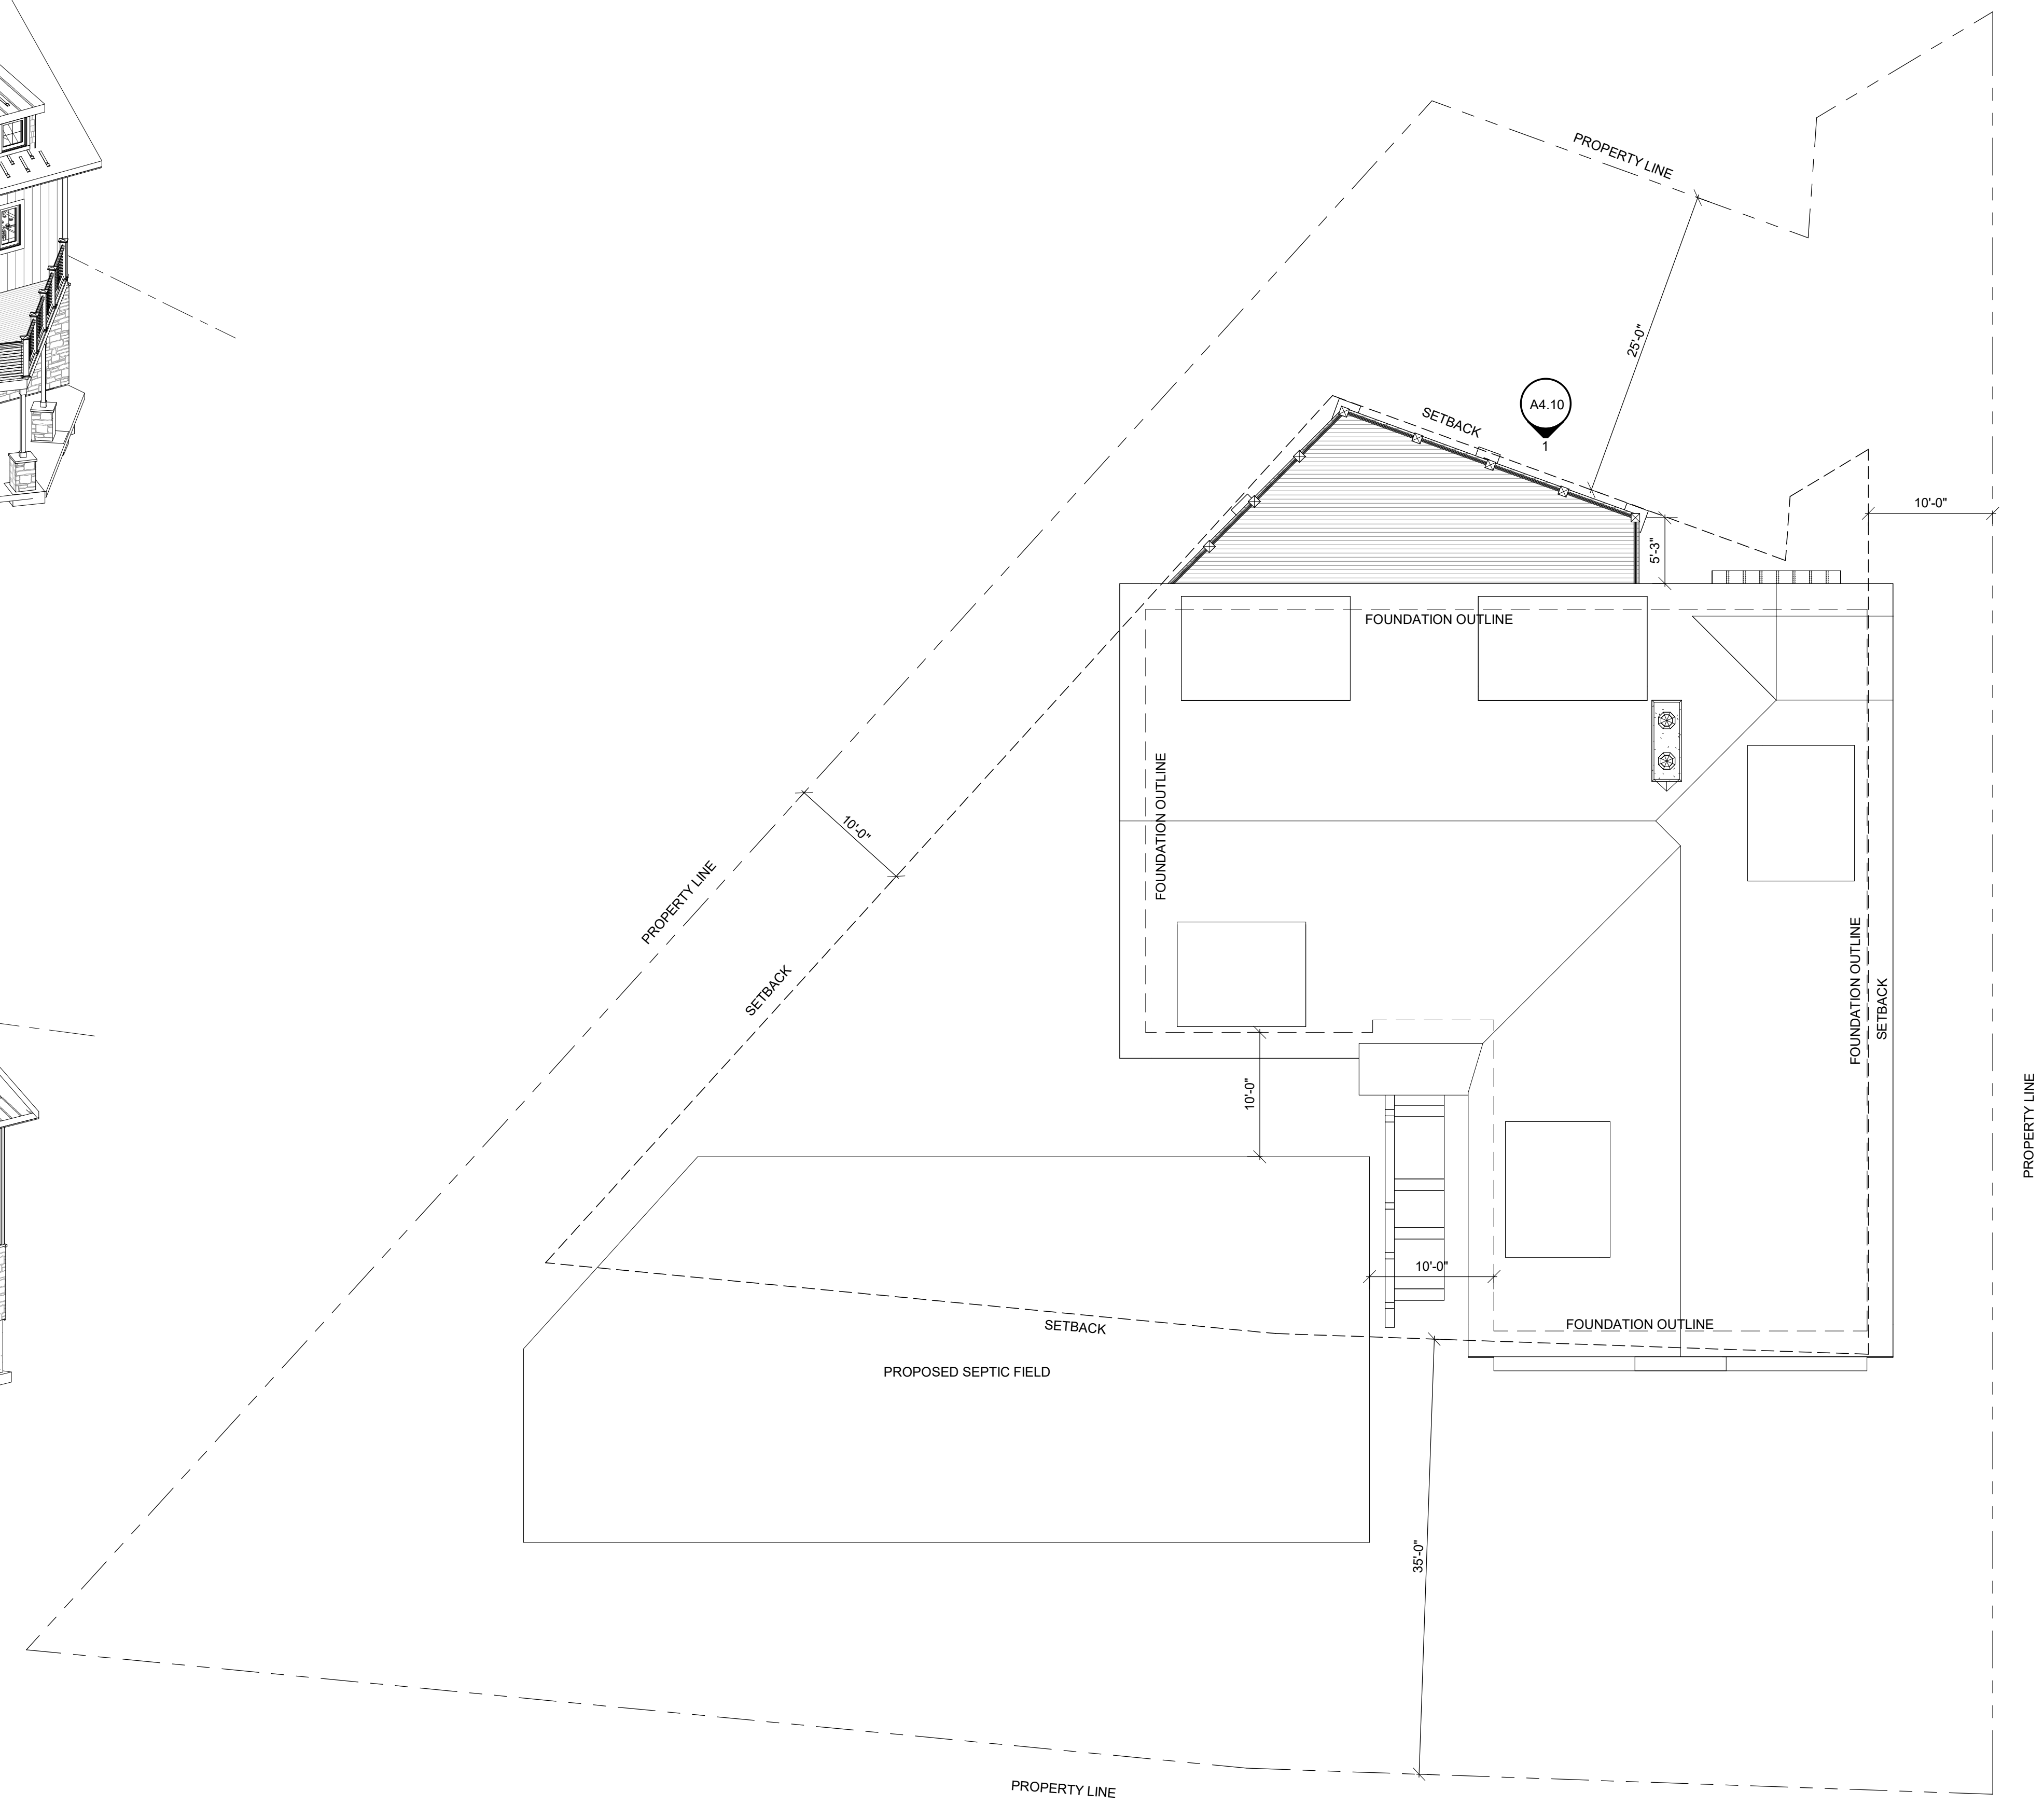 PROPERTY LINE
25'-0"
A4.10
1
SETBACK
10'-0"
5'-3"
FOUNDATION OUTLINE
FOUNDATION OUTLINE
10'-0"
PROPERTY LINE
SETBACK
FOUNDATION OUTLINE
SETBACK
10'-0"
PROPERTY LINE
10'-0"
SETBACK
FOUNDATION OUTLINE
PROPOSED SEPTIC FIELD
35'-0"
PROPERTY LINE